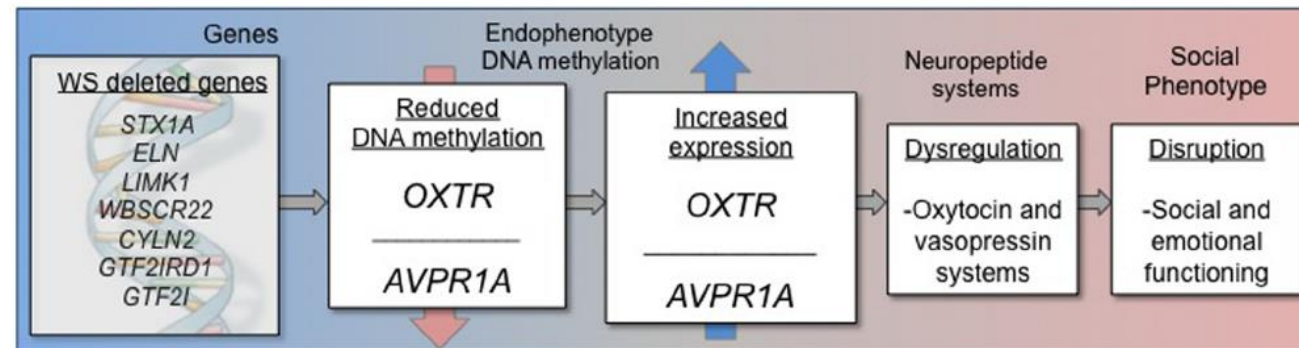 Genes
WS deleted genes
STX1A
ELN
LIMK1
WBSCR22
CYLN2
GTF2IRD1
GTF2I
Reduced
DNA methylation
OXTR
AVPR1A
Endophenotype
DNA methylation
Increased
expression
OXTR
AVPR1A
Neuropeptide
systems
Dysregulation
-Oxytocin and
vasopressin
systems
Social
Phenotype
Disruption
-Social and
emotional
functioning